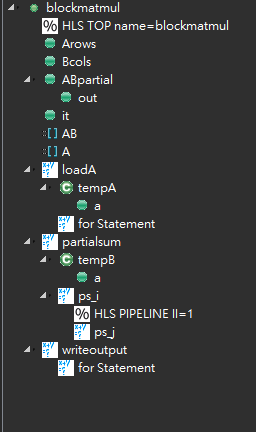 blockmatmul
% HLS TOP name=blockmatmul
Arows
Bcols
ABpartial
out
it
[ ] AB
[ ] A
loadA
tempA
a
for Statement
partialsum
tempB
a
ps_i
% HLS PIPELINE II=1
ps_j
writeoutput
for Statement